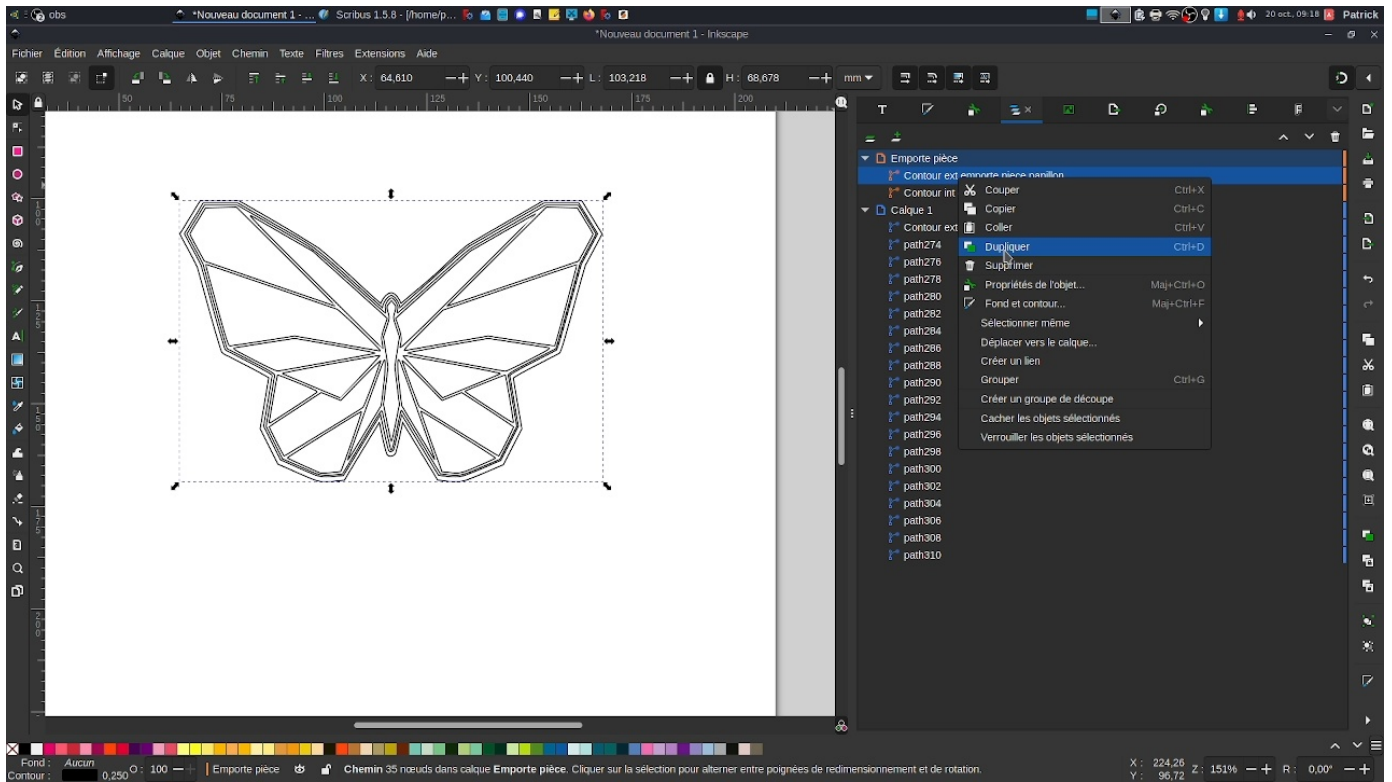 obs
*Nouveau document 1 - ...
Scribus 1.5.8 - [/home/p...
20 oct., 09:18
Patrick
*Nouveau document 1 - Inkscape
Fichier Édition Affichage Calque Objet Chemin Texte Filtres Extensions Aide
X : 64,610 Y : 100,440 L : 103,218 H : 68,678 mm
50 75 100 125 150 175 200
Emporte pièce
Contour ext emporte piece papillon
Contour int
Calque 1
Contour ext
path274
path276
path278
path280
path282
path284
path286
path288
path290
path292
path294
path296
path298
path300
path302
path304
path306
path308
path310
Couper Ctrl+X
Copier Ctrl+C
Coller Ctrl+V
Dupliquer Ctrl+D
Supprimer
Propriétés de l'objet... Maj+Ctrl+O
Fond et contour... Maj+Ctrl+F
Sélectionner même
Déplacer vers le calque...
Créer un lien
Grouper Ctrl+G
Créer un groupe de découpe
Cacher les objets sélectionnés
Verrouiller les objets sélectionnés
Fond : Aucun
Contour : 0,250
O : 100
Emporte pièce
Chemin 35 nœuds dans calque Emporte pièce. Cliquer sur la sélection pour alterner entre poignées de redimensionnement et de rotation.
X : 224,26
Y : 96,72
Z : 151%
R : 0,00°